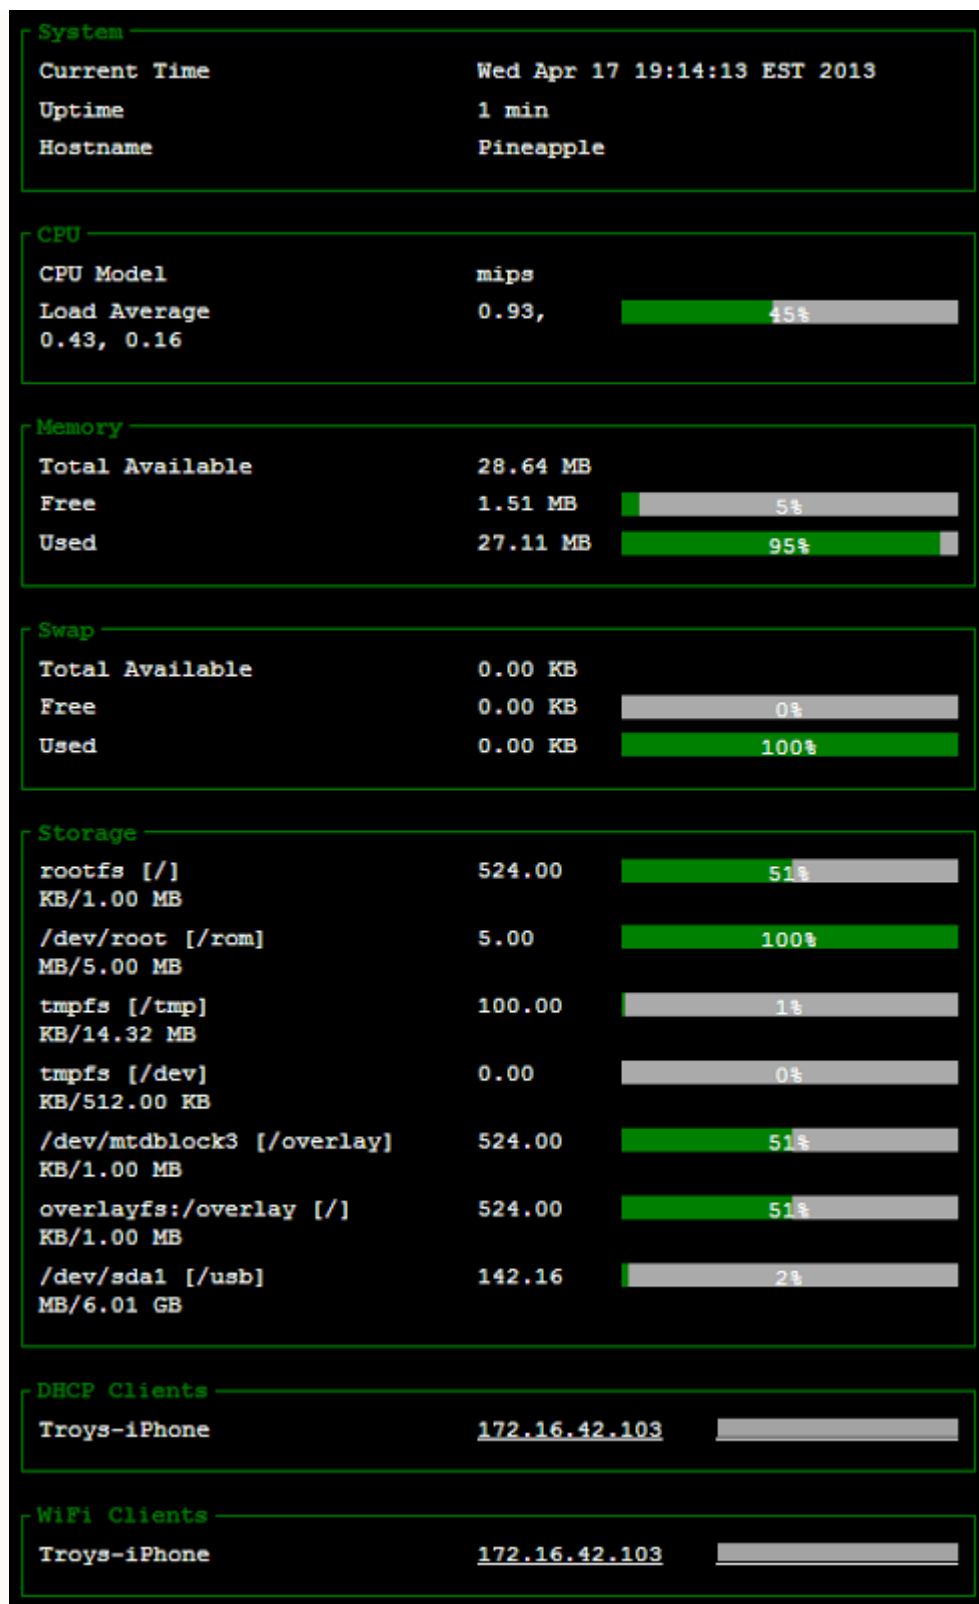 System
Current Time Wed Apr 17 19:14:13 EST 2013
Uptime 1 min
Hostname Pineapple
CPU
CPU Model mips
Load Average 0.93, 45%
0.43, 0.16
Memory
Total Available 28.64 MB
Free 1.51 MB 5%
Used 27.11 MB 95%
Swap
Total Available 0.00 KB
Free 0.00 KB 0%
Used 0.00 KB 100%
Storage
rootfs [/] 524.00 51%
KB/1.00 MB
/dev/root [/rom] 5.00 100%
MB/5.00 MB
tmpfs [/tmp] 100.00 1%
KB/14.32 MB
tmpfs [/dev] 0.00 0%
KB/512.00 KB
/dev/mtdblock3 [/overlay] 524.00 51%
KB/1.00 MB
overlayfs:/overlay [/] 524.00 51%
KB/1.00 MB
/dev/sda1 [/usb] 142.16 2%
MB/6.01 GB
DHCP Clients
Troys-iPhone 172.16.42.103
WiFi Clients
Troys-iPhone 172.16.42.103